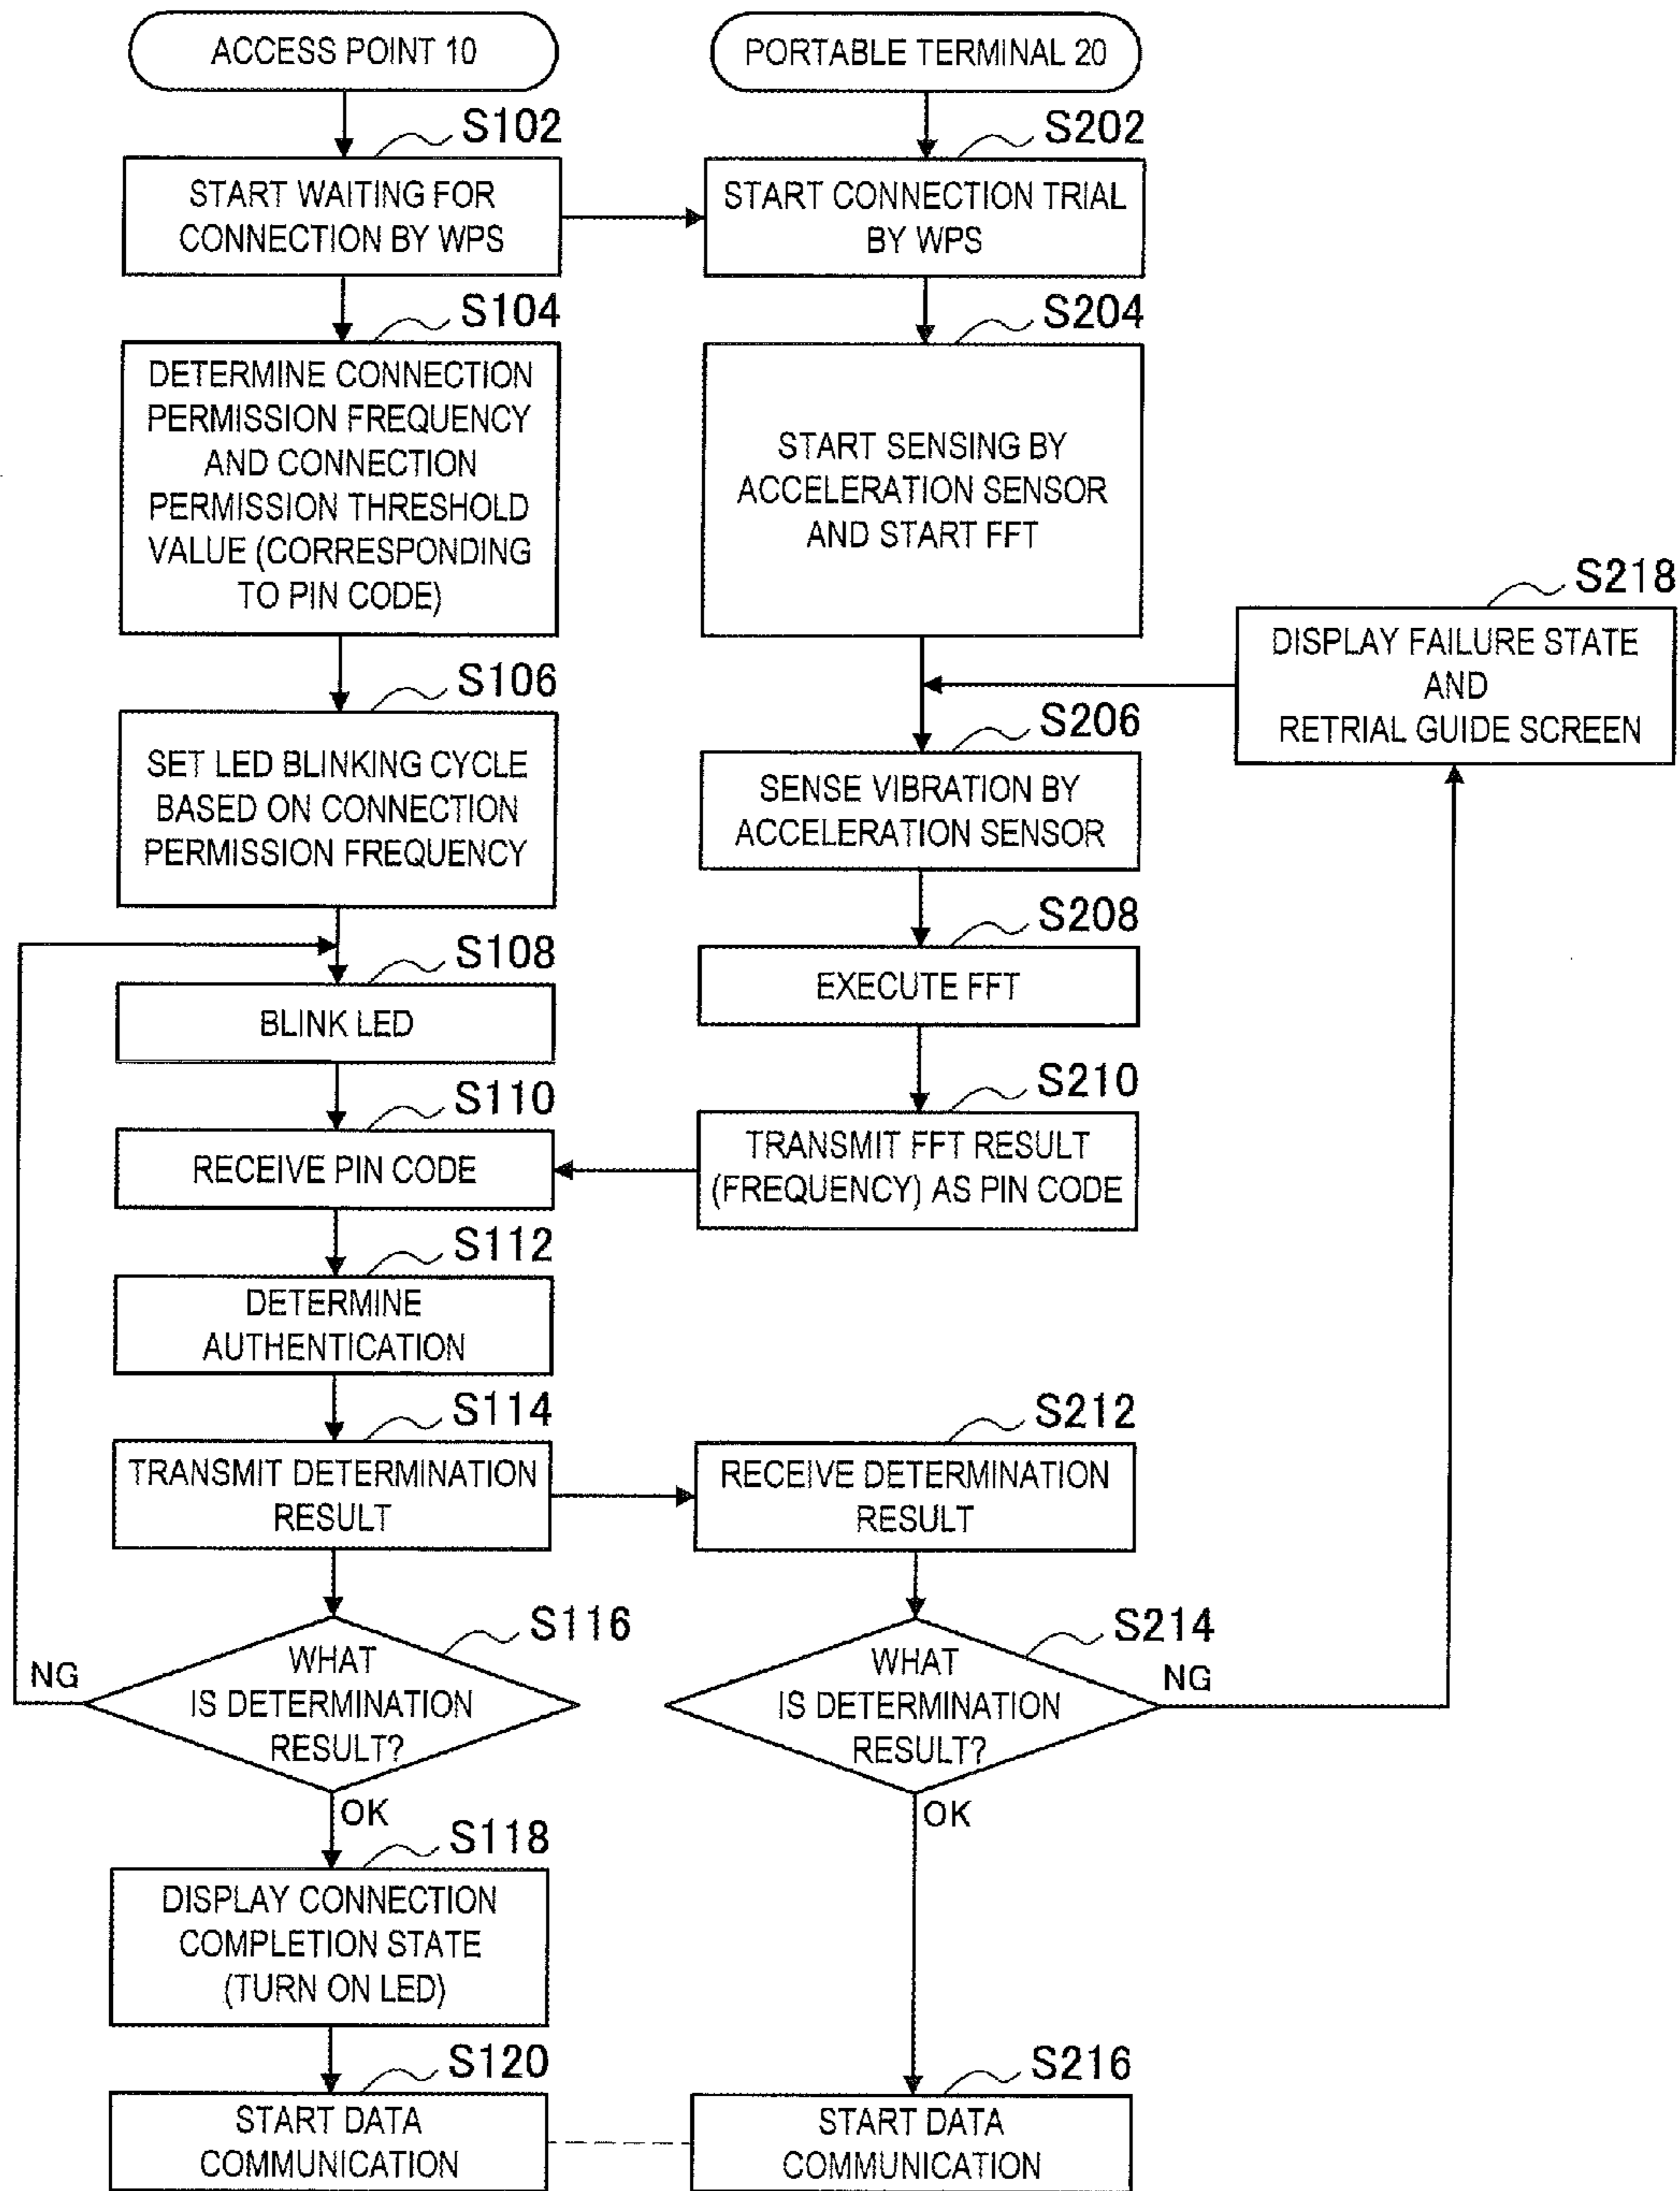 ACCESS POINT 10
S102
START WAITING FOR
CONNECTION BY WPS
S104
DETERMINE CONNECTION
PERMISSION FREQUENCY
AND CONNECTION
PERMISSION THRESHOLD
VALUE (CORRESPONDING
TO PIN CODE)
S106
SET LED BLINKING CYCLE
BASED ON CONNECTION
PERMISSION FREQUENCY
S108
BLINK LED
S110
RECEIVE PIN CODE
S112
DETERMINE
AUTHENTICATION
S114
TRANSMIT DETERMINATION
RESULT
S116
WHAT
IS DETERMINATION
RESULT?
NG
OK
S118
DISPLAY CONNECTION
COMPLETION STATE
(TURN ON LED)
S120
START DATA
COMMUNICATION
PORTABLE TERMINAL 20
S202
START CONNECTION TRIAL
BY WPS
S204
START SENSING BY
ACCELERATION SENSOR
AND START FFT
S206
SENSE VIBRATION BY
ACCELERATION SENSOR
S208
EXECUTE FFT
S210
TRANSMIT FFT RESULT
(FREQUENCY) AS PIN CODE
S212
RECEIVE DETERMINATION
RESULT
S214
WHAT
IS DETERMINATION
RESULT?
NG
OK
S216
START DATA
COMMUNICATION
S218
DISPLAY FAILURE STATE
AND
RETRIAL GUIDE SCREEN